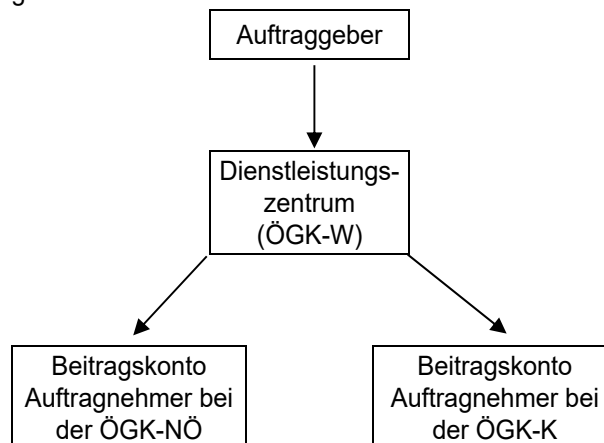 g
Auftraggeber
Dienstleistungs-
zentrum
(ÖGK-W)
Beitragskonto
Auftragnehmer bei
der ÖGK-NÖ
Beitragskonto
Auftragnehmer bei
der ÖGK-K